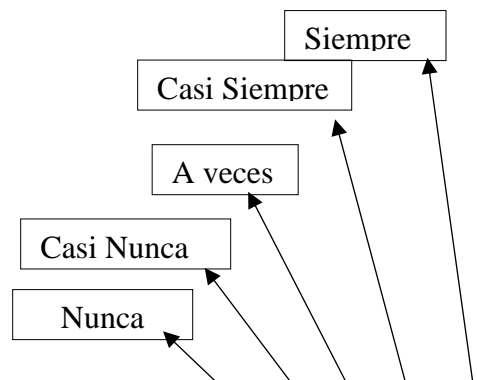 Siempre
Casi Siempre
A veces
Casi Nunca
Nunca